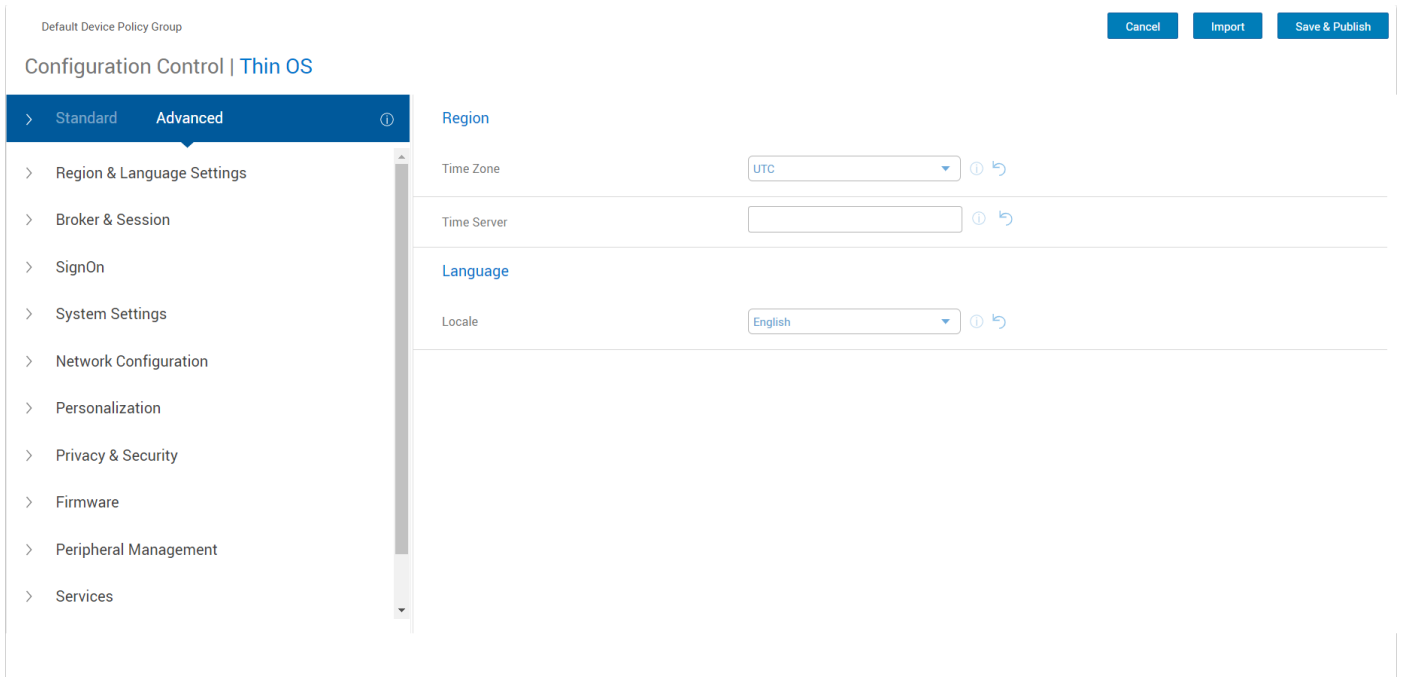 Default Device Policy Group
Cancel
Import
Save & Publish
Configuration Control | Thin OS
Standard
Advanced
Region & Language Settings
Broker & Session
SignOn
System Settings
Network Configuration
Personalization
Privacy & Security
Firmware
Peripheral Management
Services
Region
Time Zone
UTC
Time Server
Language
Locale
English